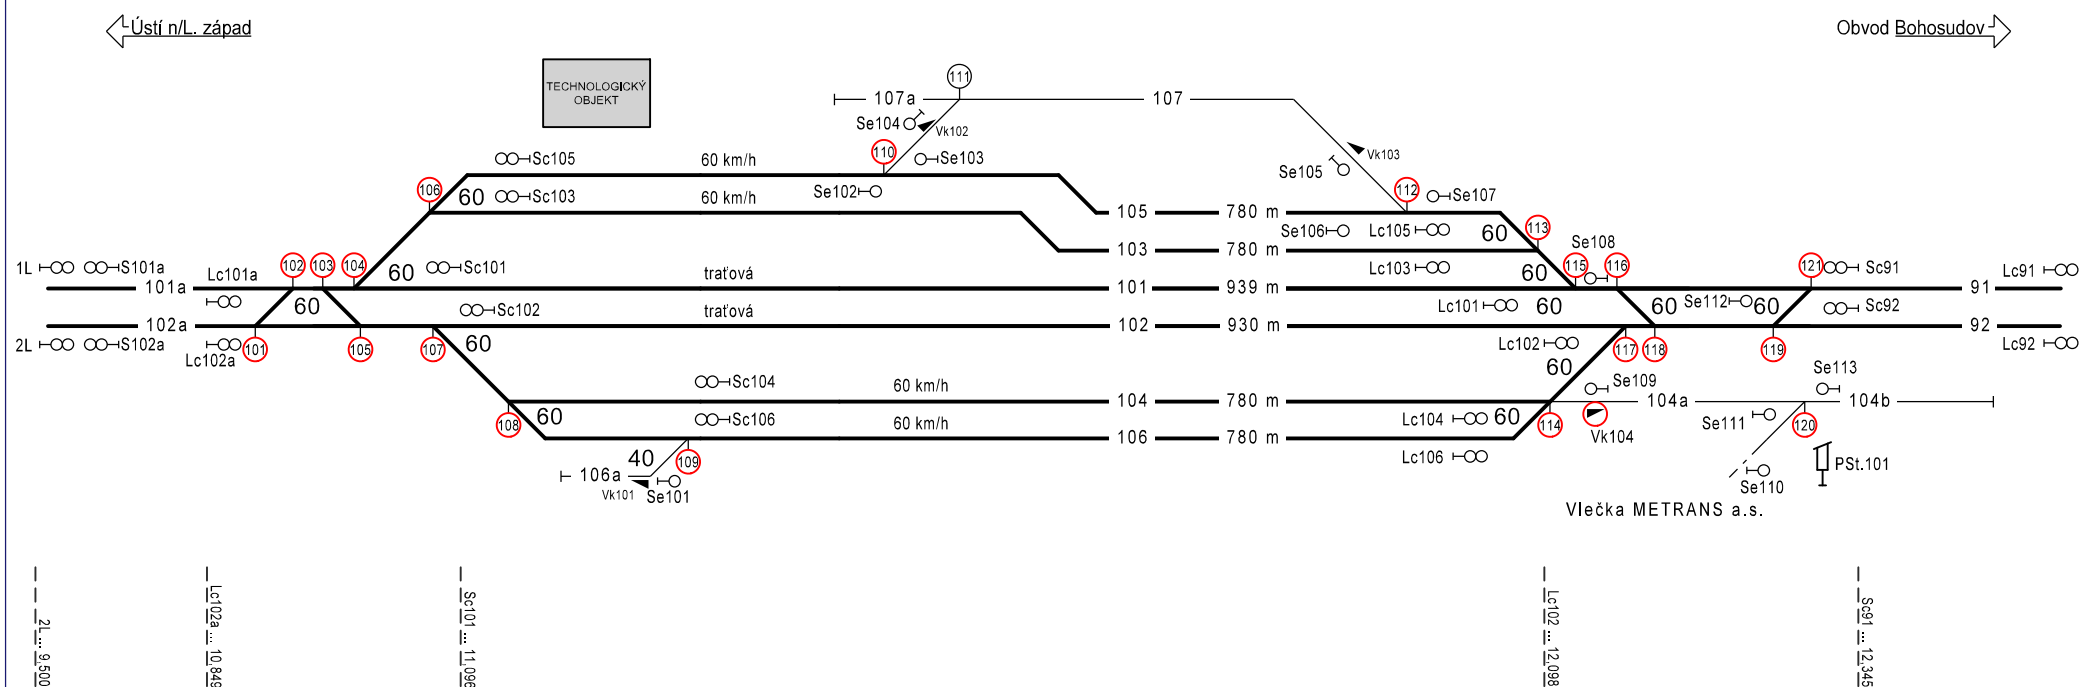 Ústí n/L. západ
Obvod Bohosudov
TECHNOLOGICKÝ
OBJEKT
111
107a
107
Se104
Vk102
110
Se103
Vk103
Sc105
60 km/h
Se105
106
60
Sc103
60 km/h
Se102
112
Se107
105
780 m
Se106
Lc105
60
113
103
780 m
Se108
1L
S101a
Lc101a
102
103
104
60
Sc101
traťová
Lc103
60
115
116
121
Sc91
Lc91
101a
101
939 m
91
60
Sc102
traťová
Lc101
60
60
Se112
60
Sc92
102a
102
930 m
92
2L
S102a
Lc102a
101
105
107
60
Lc102
117
118
119
Lc92
60
Sc104
60 km/h
Se109
Se113
104
780 m
104a
104b
108
60
Sc106
60 km/h
Lc104
60
114
Vk104
Se111
120
106
780 m
40
109
Lc106
PSt.101
106a
Vk101
Se101
Se110
Vlečka METRANS a.s.
2L ... 9,500
Lc102a ... 10,849
Sc101 ... 11,096
Lc102 ... 12,098
Sc91 ... 12,345